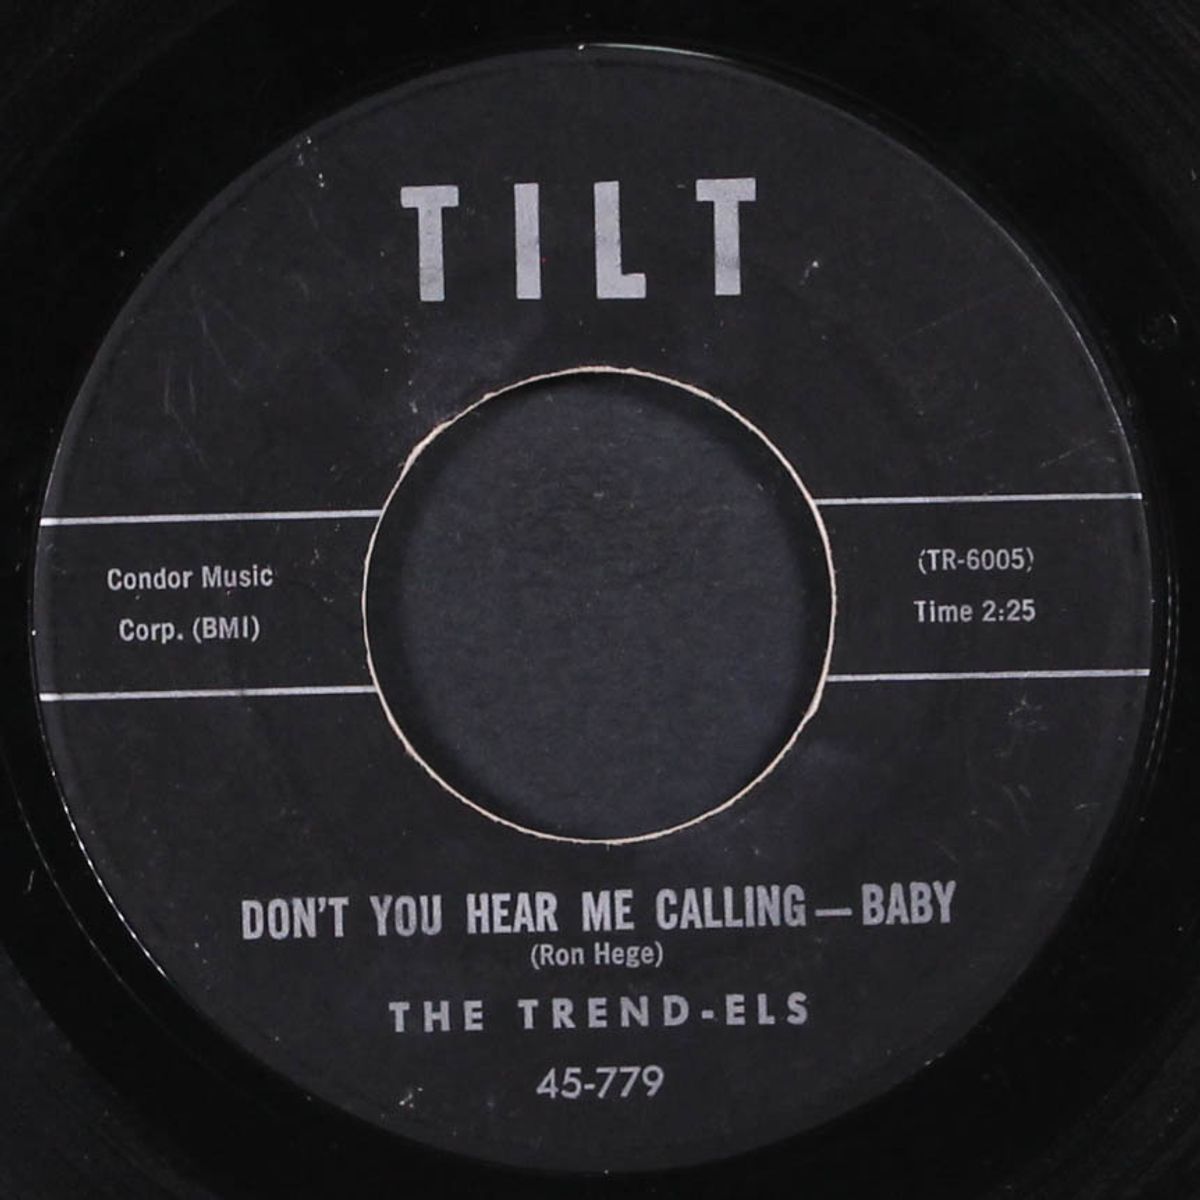 TILT
Condor Music
Corp. (BMI)
(TR-6005)
Time 2:25
DON'T YOU HEAR ME CALLING — BABY
(Ron Hege)
THE TREND-ELS
45-779